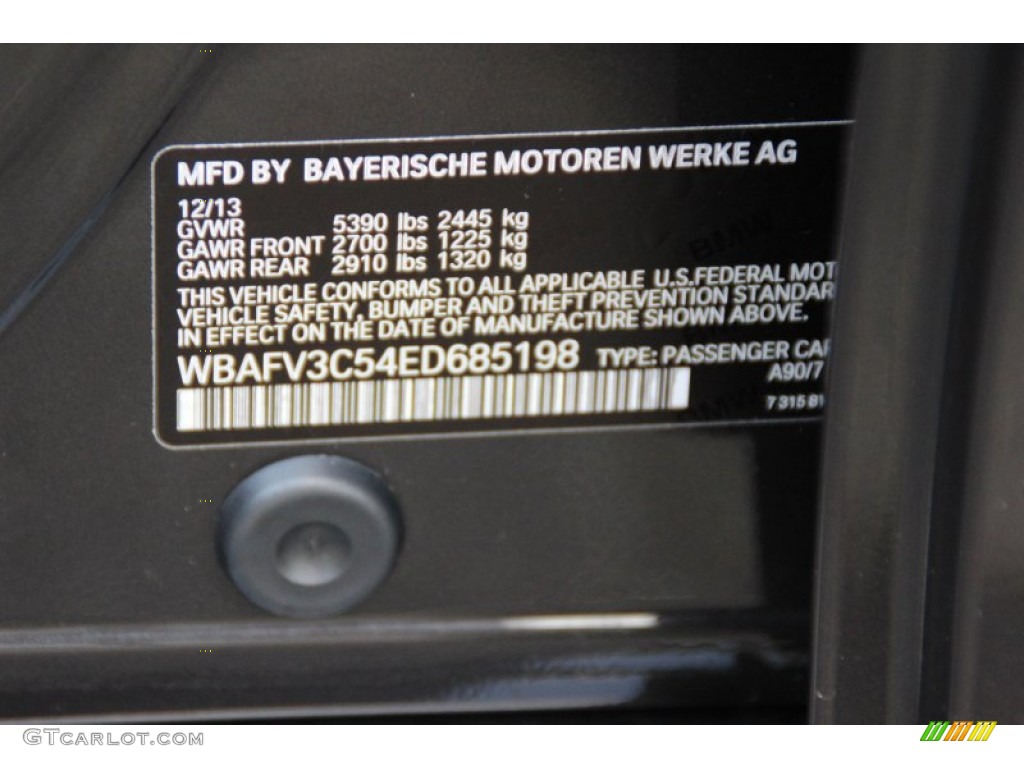 MFD BY BAYERISCHE MOTOREN WERKE AG
12/13
GVWR 5390 lbs 2445 kg
GAWR FRONT 2700 lbs 1225 kg
GAWR REAR 2910 lbs 1320 kg
THIS VEHICLE CONFORMS TO ALL APPLICABLE U.S.FEDERAL MOT
VEHICLE SAFETY, BUMPER AND THEFT PREVENTION STANDAR
IN EFFECT ON THE DATE OF MANUFACTURE SHOWN ABOVE.
WBAFV3C54ED685198 TYPE: PASSENGER CAR
A90/7
7 315 81
GTCarlot.com